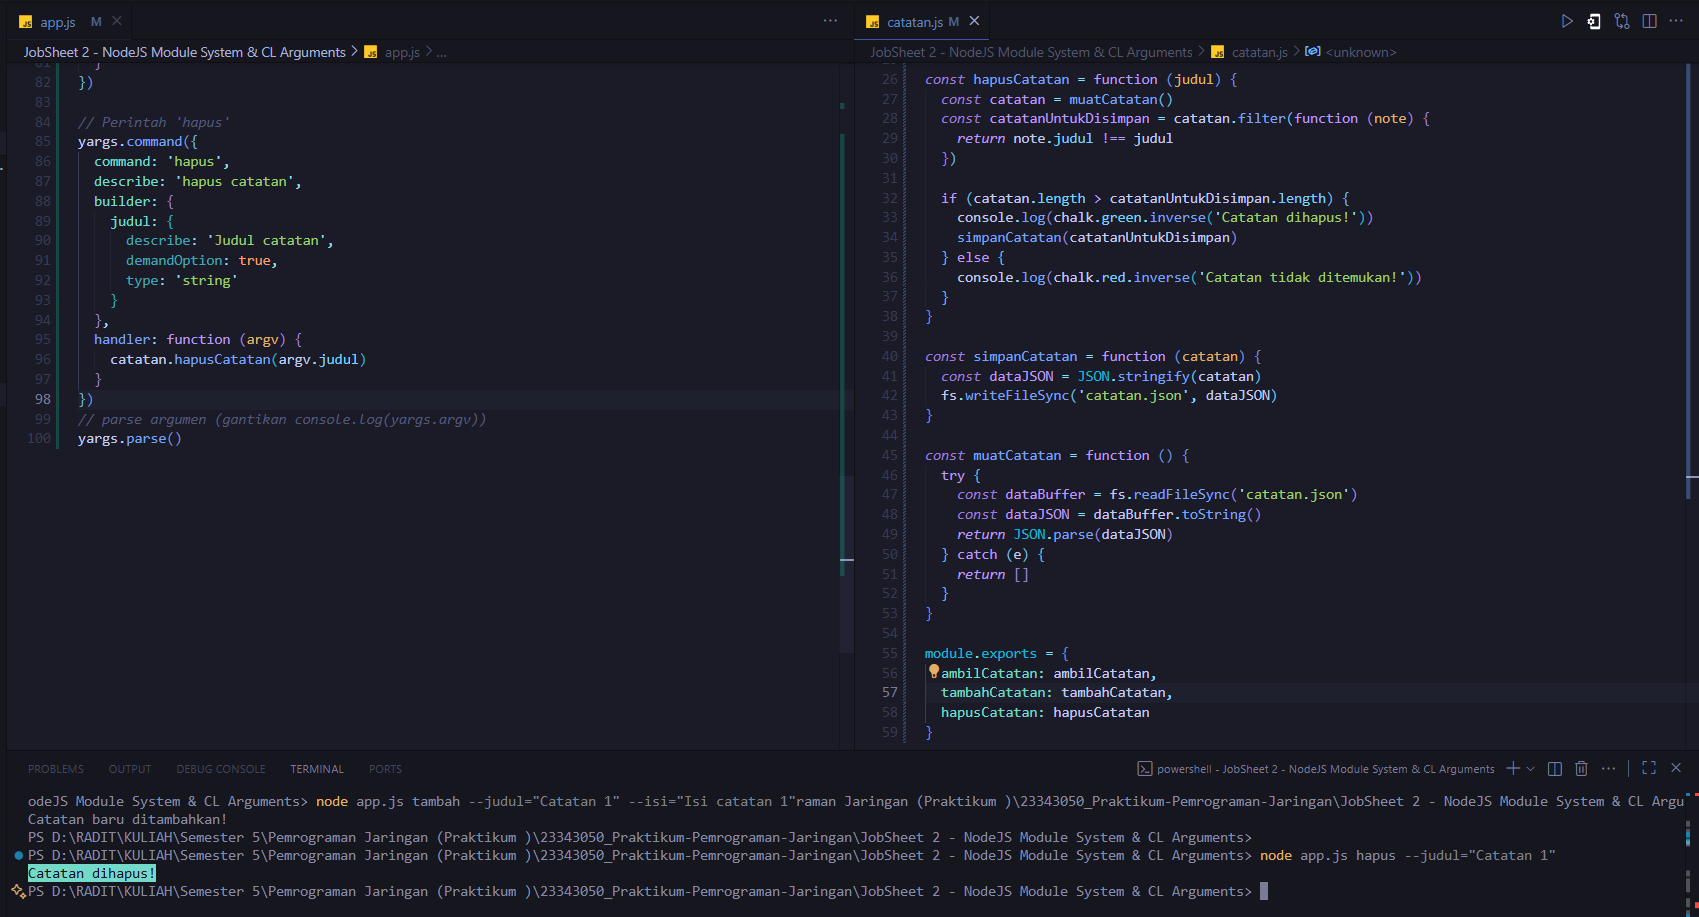 JS app.js M
JobSheet 2 - NodeJS Module System & CL Arguments > JS app.js > ...
81 }
82 })
83
84 // Perintah 'hapus'
85 yargs.command({
86 command: 'hapus',
87 describe: 'hapus catatan',
88 builder: {
89 judul: {
90 describe: 'Judul catatan',
91 demandOption: true,
92 type: 'string'
93 }
94 },
95 handler: function (argv) {
96 catatan.hapusCatatan(argv.judul)
97 }
98 })
99 // parse argumen (gantikan console.log(yargs.argv))
100 yargs.parse()
JS catatan.js M
JobSheet 2 - NodeJS Module System & CL Arguments > JS catatan.js > <unknown>
26 const hapusCatatan = function (judul) {
27 const catatan = muatCatatan()
28 const catatanUntukDisimpan = catatan.filter(function (note) {
29 return note.judul !== judul
30 })
31
32 if (catatan.length > catatanUntukDisimpan.length) {
33 console.log(chalk.green.inverse('Catatan dihapus!'))
34 simpanCatatan(catatanUntukDisimpan)
35 } else {
36 console.log(chalk.red.inverse('Catatan tidak ditemukan!'))
37 }
38 }
39
40 const simpanCatatan = function (catatan) {
41 const dataJSON = JSON.stringify(catatan)
42 fs.writeFileSync('catatan.json', dataJSON)
43 }
44
45 const muatCatatan = function () {
46 try {
47 const dataBuffer = fs.readFileSync('catatan.json')
48 const dataJSON = dataBuffer.toString()
49 return JSON.parse(dataJSON)
50 } catch (e) {
51 return []
52 }
53 }
54
55 module.exports = {
56 ambilCatatan: ambilCatatan,
57 tambahCatatan: tambahCatatan,
58 hapusCatatan: hapusCatatan
59 }
PROBLEMS OUTPUT DEBUG CONSOLE TERMINAL PORTS
powershell - JobSheet 2 - NodeJS Module System & CL Arguments
odeJS Module System & CL Arguments> node app.js tambah --judul="Catatan 1" --isi="Isi catatan 1"raman Jaringan (Praktikum )\23343050_Praktikum-Pemrograman-Jaringan\JobSheet 2 - NodeJS Module System & CL Argu
Catatan baru ditambahkan!
PS D:\RADIT\KULIAH\Semester 5\Pemrograman Jaringan (Praktikum )\23343050_Praktikum-Pemrograman-Jaringan\JobSheet 2 - NodeJS Module System & CL Arguments>
PS D:\RADIT\KULIAH\Semester 5\Pemrograman Jaringan (Praktikum )\23343050_Praktikum-Pemrograman-Jaringan\JobSheet 2 - NodeJS Module System & CL Arguments> node app.js hapus --judul="Catatan 1"
Catatan dihapus!
PS D:\RADIT\KULIAH\Semester 5\Pemrograman Jaringan (Praktikum )\23343050_Praktikum-Pemrograman-Jaringan\JobSheet 2 - NodeJS Module System & CL Arguments>